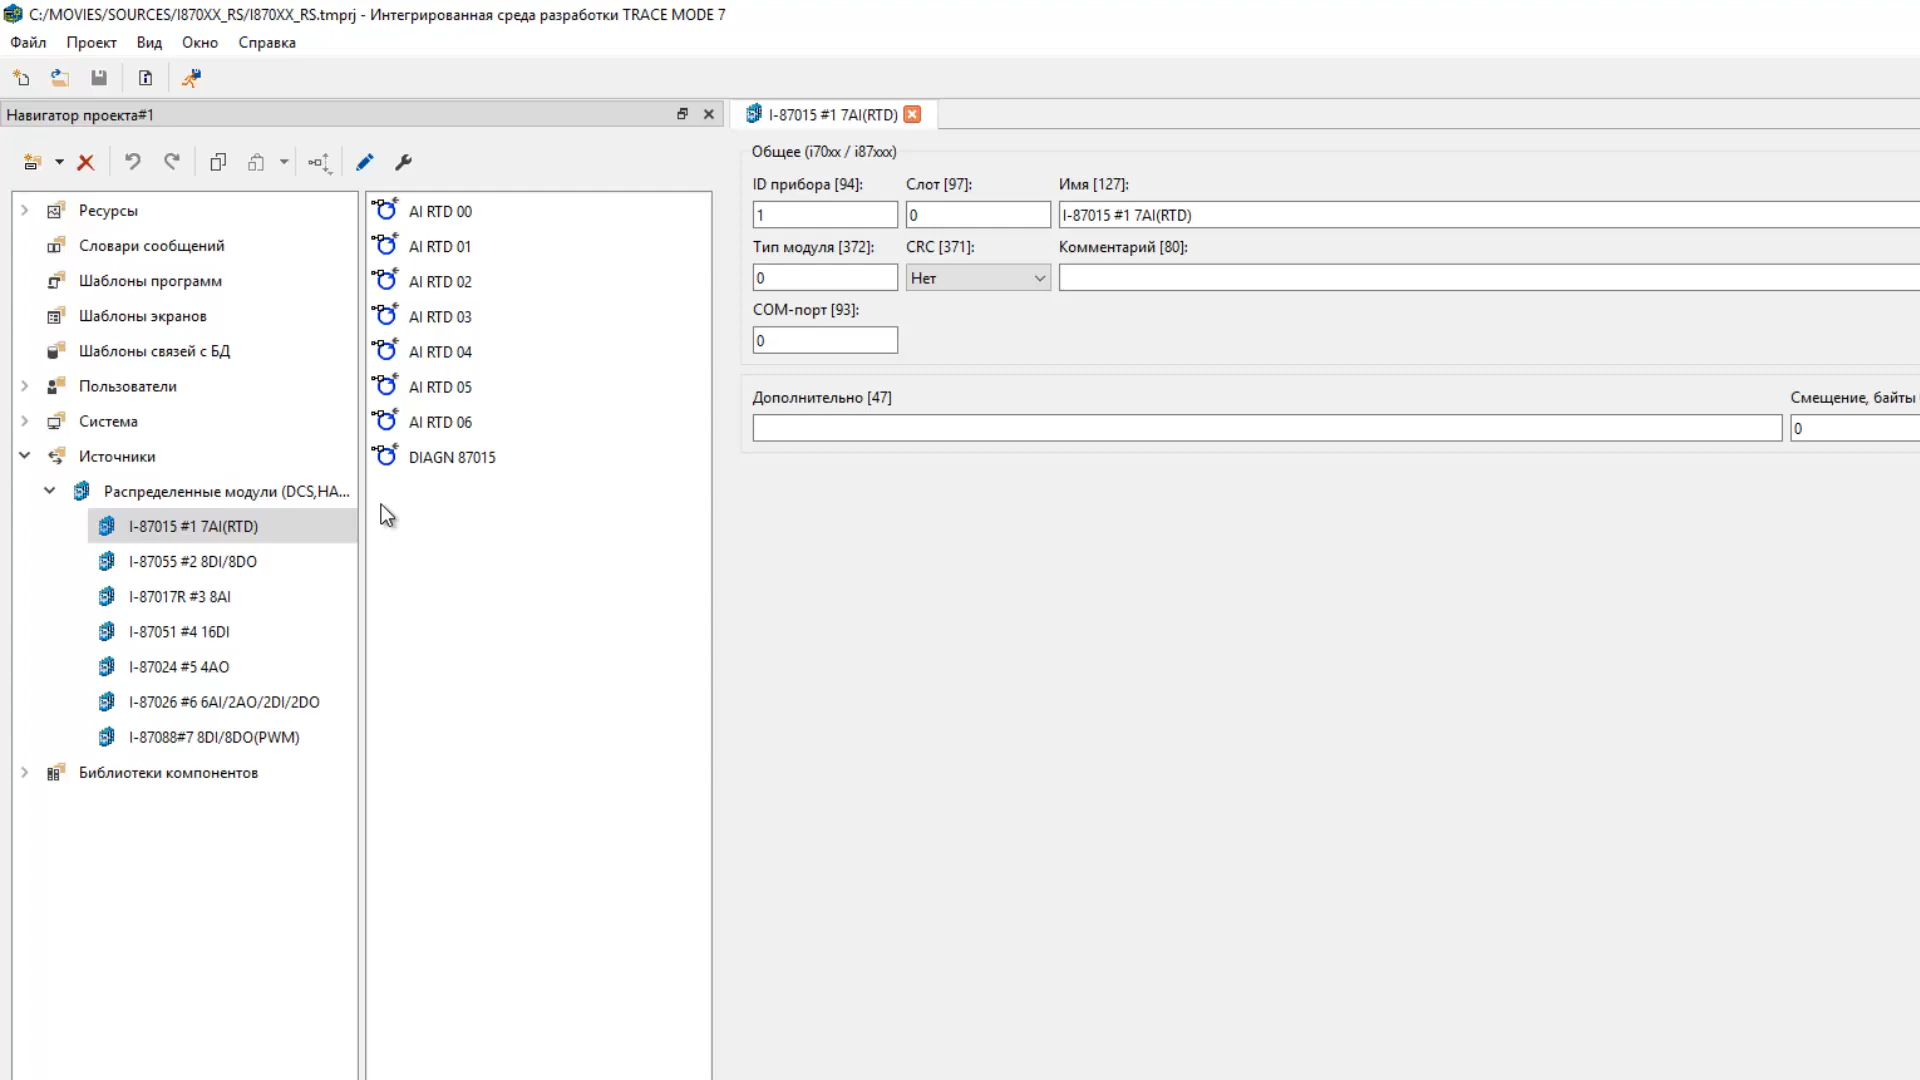 C:/MOVIES/SOURCES/I870XX_RS/I870XX_RS.tmprj - Интегрированная среда разработки TRACE MODE 7
Файл Проект Вид Окно Справка
Навигатор проекта#1
Ресурсы
Словари сообщений
Шаблоны программ
Шаблоны экранов
Шаблоны связей с БД
Пользователи
Система
Источники
Распределенные модули (DCS,HA...
I-87015 #1 7AI(RTD)
I-87055 #2 8DI/8DO
I-87017R #3 8AI
I-87051 #4 16DI
I-87024 #5 4AO
I-87026 #6 6AI/2AO/2DI/2DO
I-87088#7 8DI/8DO(PWM)
Библиотеки компонентов
AI RTD 00
AI RTD 01
AI RTD 02
AI RTD 03
AI RTD 04
AI RTD 05
AI RTD 06
DIAGN 87015
I-87015 #1 7AI(RTD)
Общее (i70xx / i87xxx)
ID прибора [94]: Слот [97]: Имя [127]:
1 0 I-87015 #1 7AI(RTD)
Тип модуля [372]: CRC [371]: Комментарий [80]:
0 Нет
COM-порт [93]:
0
Дополнительно [47] Смещение, байты
0